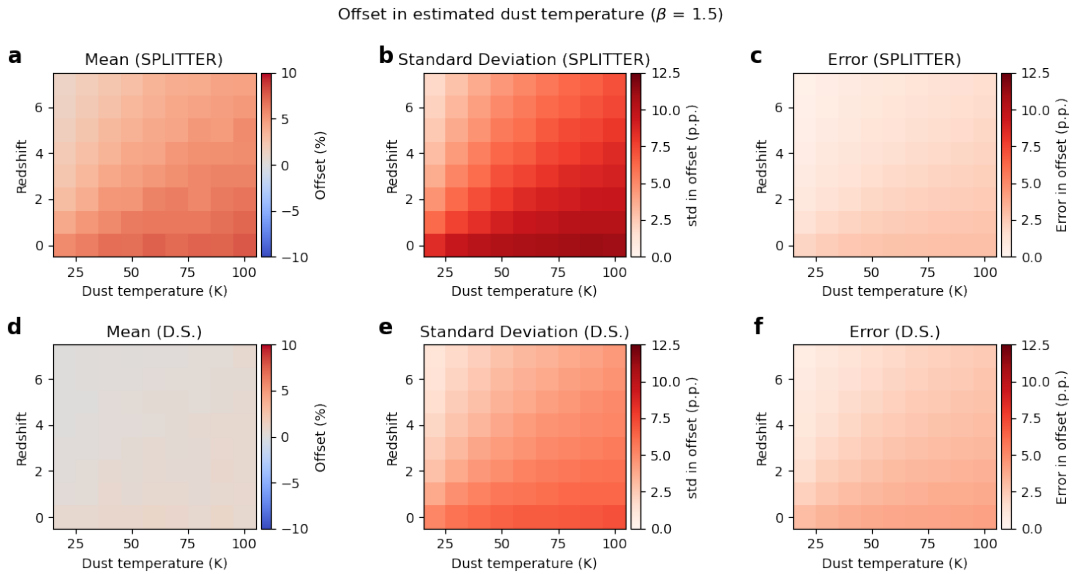 Offset in estimated dust temperature (β = 1.5)
a Mean (SPLITTER)
Redshift
6
4
2
0
25 50 75 100
Dust temperature (K)
10
5
0
−5
−10
Offset (%)
b Standard Deviation (SPLITTER)
Redshift
6
4
2
0
25 50 75 100
Dust temperature (K)
12.5
10.0
7.5
5.0
2.5
0.0
std in offset (p.p.)
c Error (SPLITTER)
Redshift
6
4
2
0
25 50 75 100
Dust temperature (K)
12.5
10.0
7.5
5.0
2.5
0.0
Error in offset (p.p.)
d Mean (D.S.)
Redshift
6
4
2
0
25 50 75 100
Dust temperature (K)
10
5
0
−5
−10
Offset (%)
e Standard Deviation (D.S.)
Redshift
6
4
2
0
25 50 75 100
Dust temperature (K)
12.5
10.0
7.5
5.0
2.5
0.0
std in offset (p.p.)
f Error (D.S.)
Redshift
6
4
2
0
25 50 75 100
Dust temperature (K)
12.5
10.0
7.5
5.0
2.5
0.0
Error in offset (p.p.)